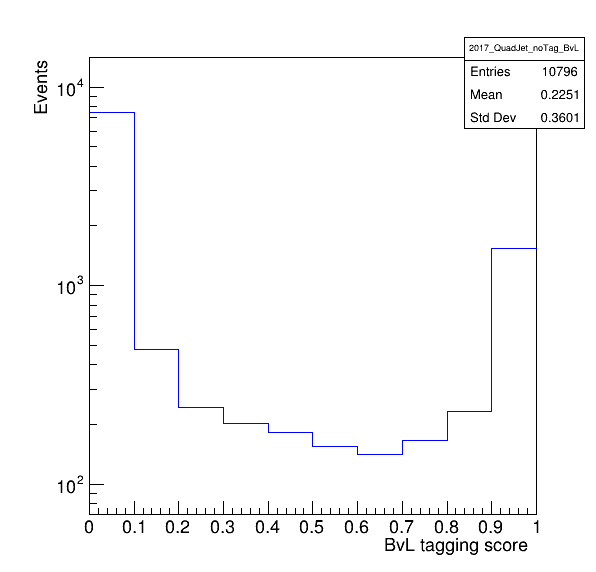 2017_QuadJet_noTag_BvL
Entries 10796
Mean 0.2251
Std Dev 0.3601
Events
10^4
10^3
10^2
0 0.1 0.2 0.3 0.4 0.5 0.6 0.7 0.8 0.9 1
BvL tagging score